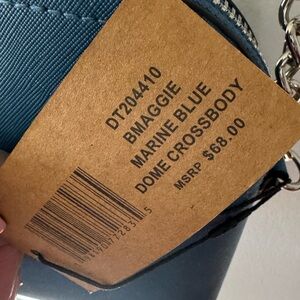 DT204410
BMAGGIE
MARINE BLUE
DOME CROSSBODY
MSRP $68.00